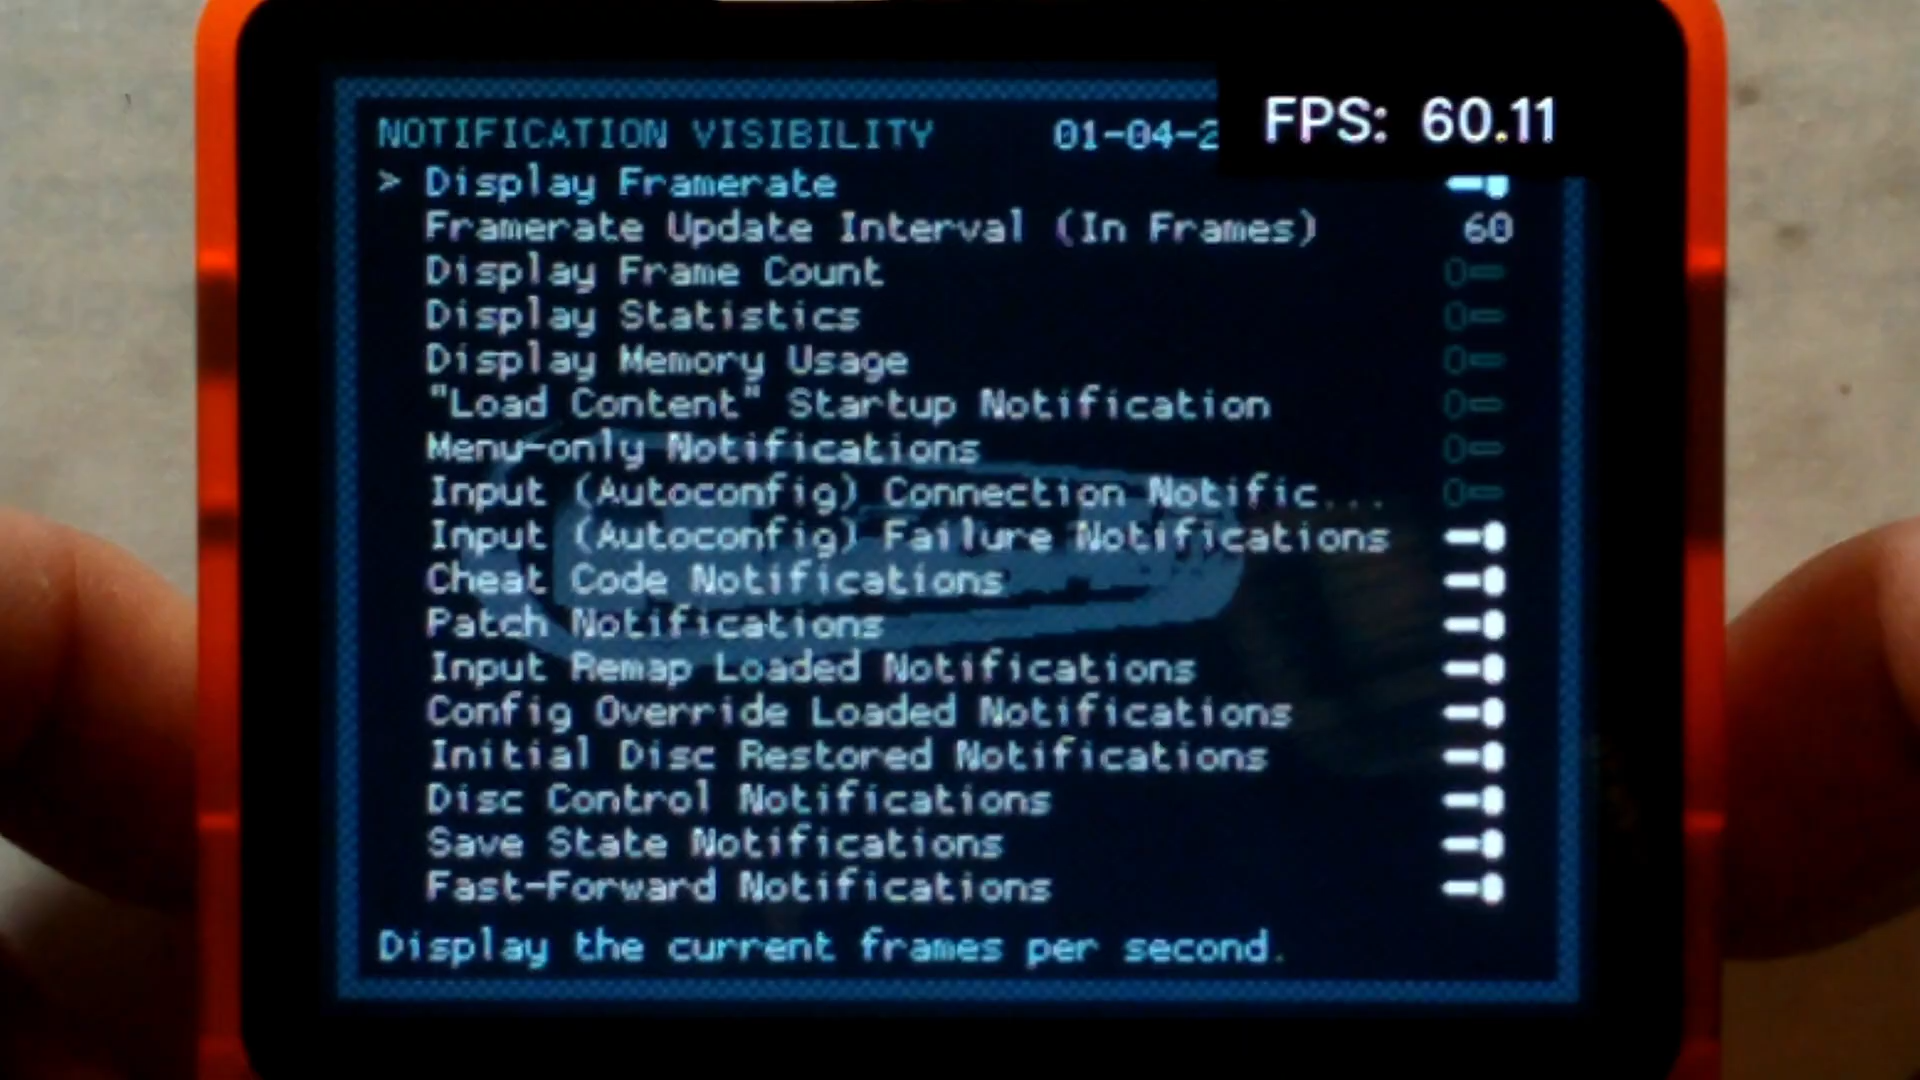 FPS: 60.11
NOTIFICATION VISIBILITY 01-04-2
> Display Framerate
Framerate Update Interval (In Frames) 60
Display Frame Count
Display Statistics
Display Memory Usage
"Load Content" Startup Notification
Menu-only Notifications
Input (Autoconfig) Connection Notific...
Input (Autoconfig) Failure Notifications
Cheat Code Notifications
Patch Notifications
Input Remap Loaded Notifications
Config Override Loaded Notifications
Initial Disc Restored Notifications
Disc Control Notifications
Save State Notifications
Fast-Forward Notifications
Display the current frames per second.